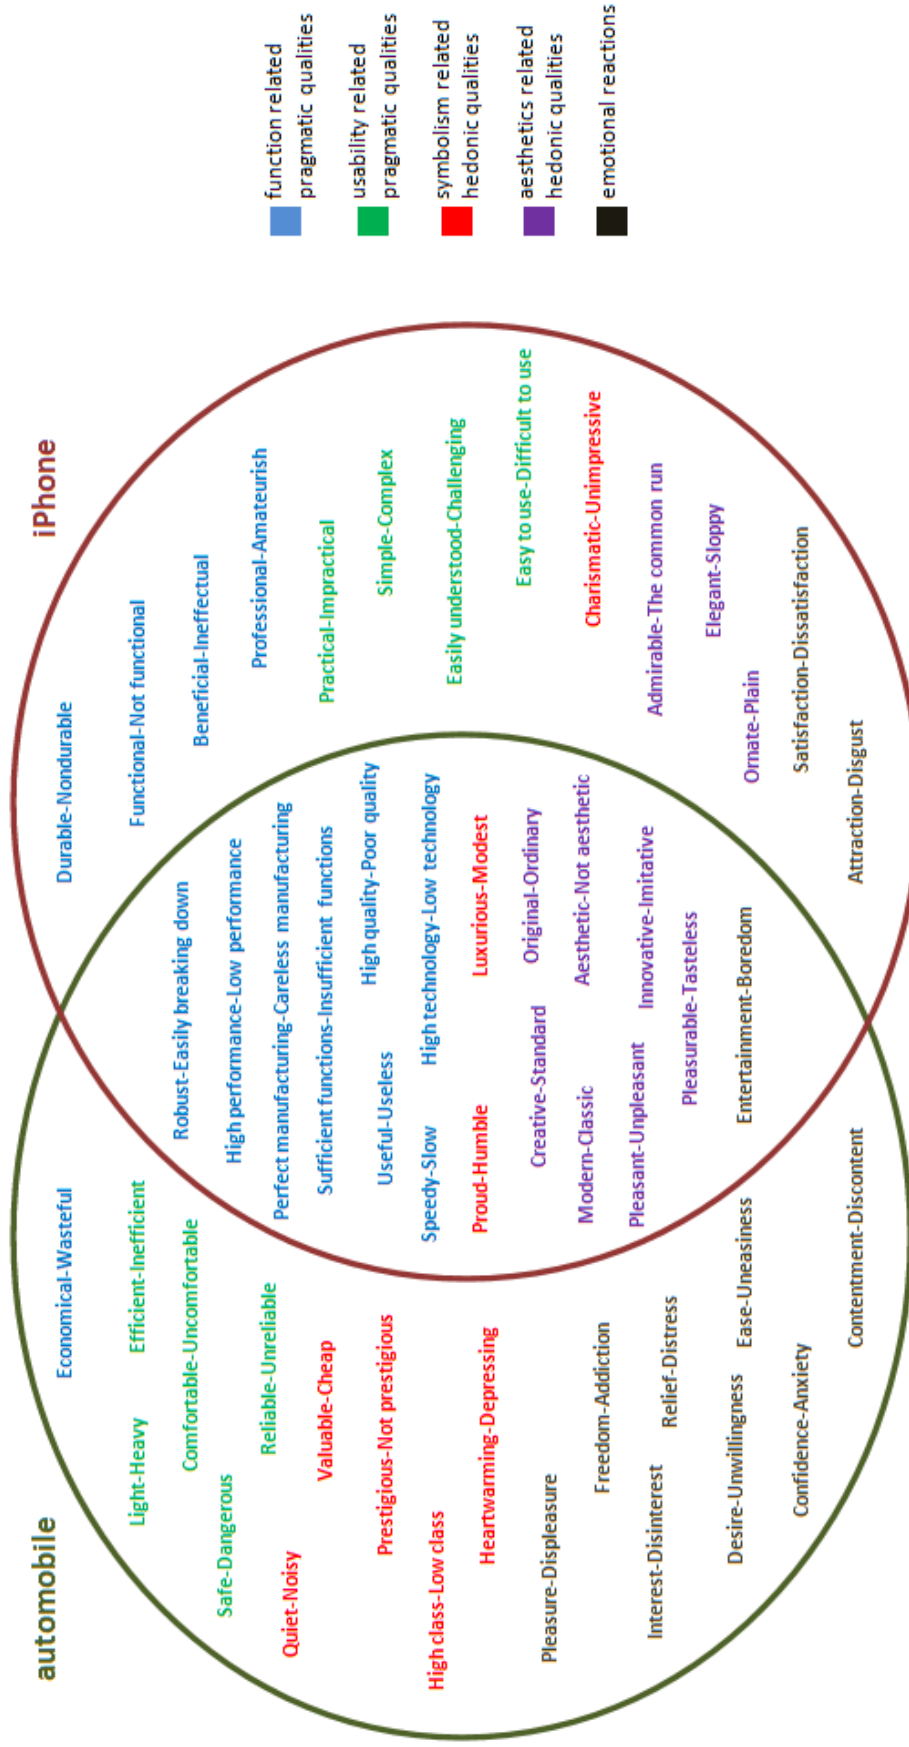 automobile
iPhone
Economical-Wasteful
Light-Heavy
Efficient-Inefficient
Comfortable-Uncomfortable
Safe-Dangerous
Reliable-Unreliable
Quiet-Noisy
Valuable-Cheap
Prestigious-Not prestigious
High class-Low class
Heartwarming-Depressing
Pleasure-Displeasure
Freedom-Addiction
Interest-Disinterest
Relief-Distress
Desire-Unwillingness
Ease-Uneasiness
Confidence-Anxiety
Contentment-Discontent
Robust-Easily breaking down
High performance-Low performance
Perfect manufacturing-Careless manufacturing
Sufficient functions-Insufficient functions
Useful-Useless
High quality-Poor quality
Speedy-Slow
High technology-Low technology
Proud-Humble
Luxurious-Modest
Creative-Standard
Original-Ordinary
Modern-Classic
Aesthetic-Not aesthetic
Pleasant-Unpleasant
Innovative-Imitative
Pleasurable-Tasteless
Entertainment-Boredom
Durable-Nondurable
Functional-Not functional
Beneficial-Ineffectual
Professional-Amateurish
Practical-Impractical
Simple-Complex
Easily understood-Challenging
Easy to use-Difficult to use
Charismatic-Unimpressive
Admirable-The common run
Elegant-Sloppy
Ornate-Plain
Satisfaction-Dissatisfaction
Attraction-Disgust
function related
pragmatic qualities
usability related
pragmatic qualities
symbolism related
hedonic qualities
aesthetics related
hedonic qualities
emotional reactions